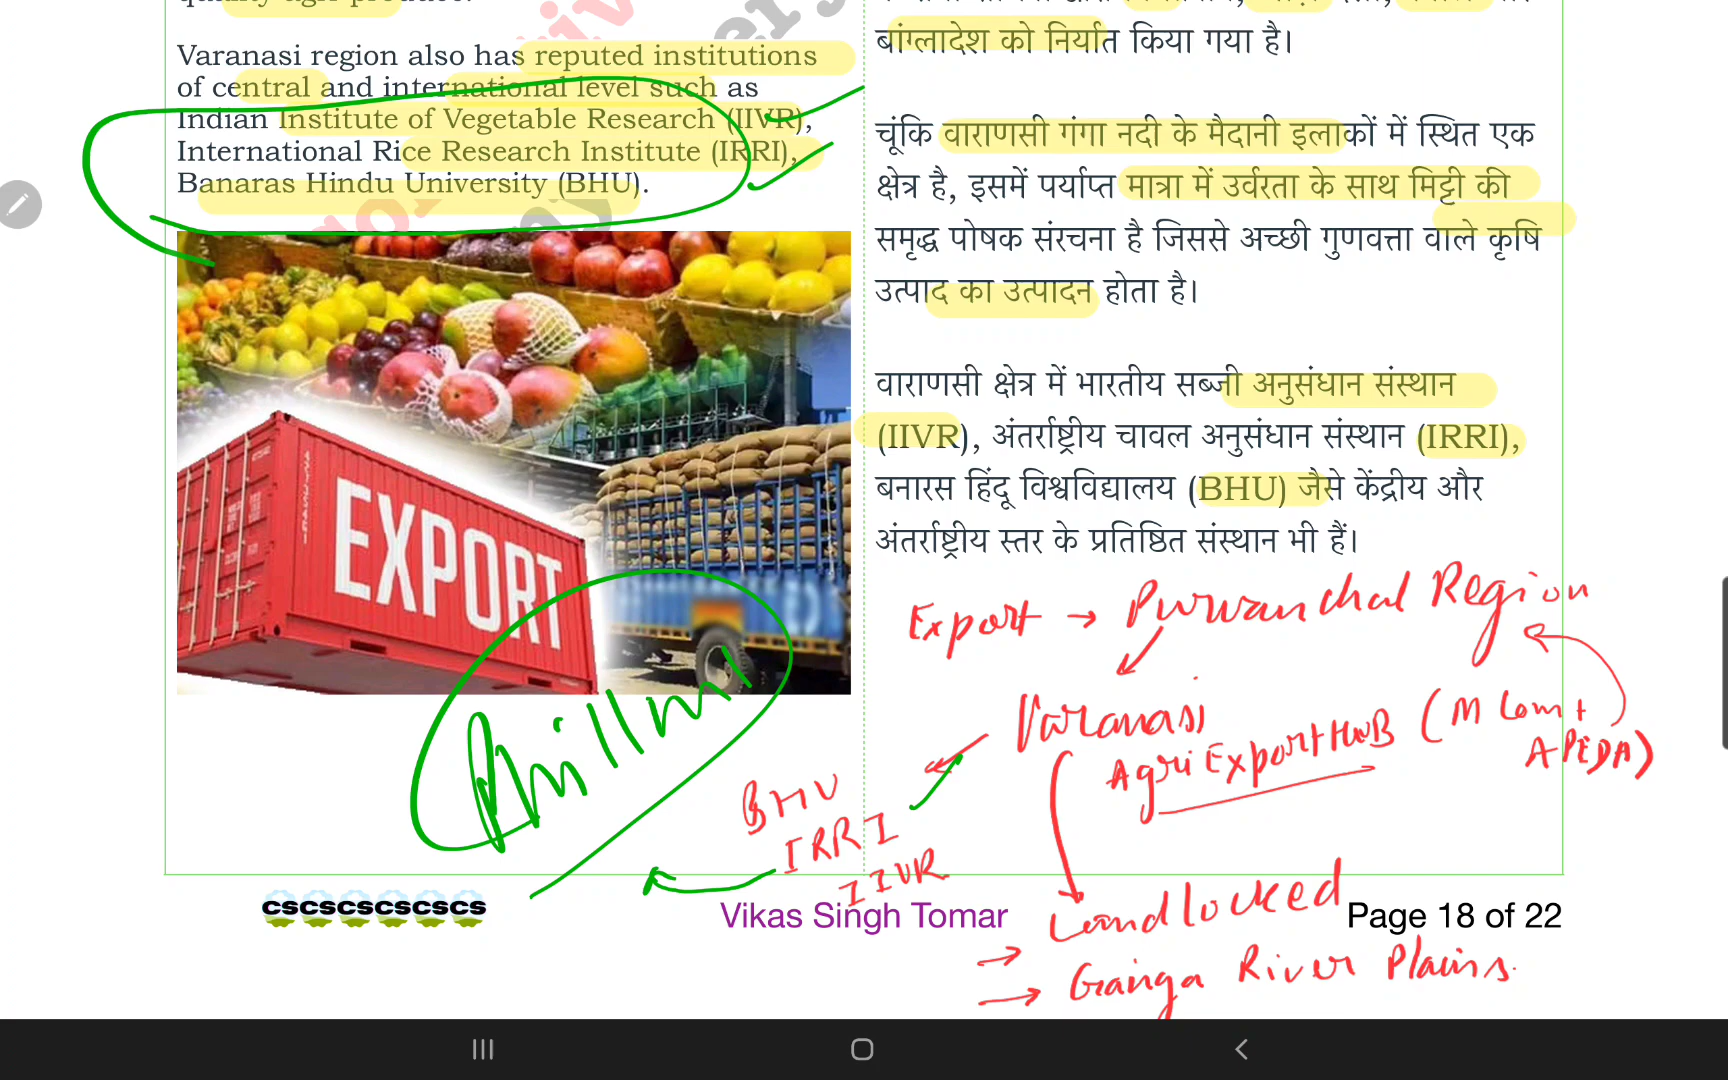 Varanasi region also has reputed institutions
of central and international level such as
Indian Institute of Vegetable Research (IIVR),
International Rice Research Institute (IRRI),
Banaras Hindu University (BHU).
EXPORT
बांग्लादेश को निर्यात किया गया है।
चूंकि वाराणसी गंगा नदी के मैदानी इलाकों में स्थित एक
क्षेत्र है, इसमें पर्याप्त मात्रा में उर्वरता के साथ मिट्टी की
समृद्ध पोषक संरचना है जिससे अच्छी गुणवत्ता वाले कृषि
उत्पाद का उत्पादन होता है।
वाराणसी क्षेत्र में भारतीय सब्जी अनुसंधान संस्थान
(IIVR), अंतर्राष्ट्रीय चावल अनुसंधान संस्थान (IRRI),
बनारस हिंदू विश्वविद्यालय (BHU) जैसे केंद्रीय और
अंतर्राष्ट्रीय स्तर के प्रतिष्ठित संस्थान भी हैं।
Export → Purwanchal Region
Varanasi
Agri Export HUB (M Com +
APEDA)
BHU
IRRI
IIVR
Landlocked
→ Ganga River Plains.
cscscscscscs
Vikas Singh Tomar
Page 18 of 22